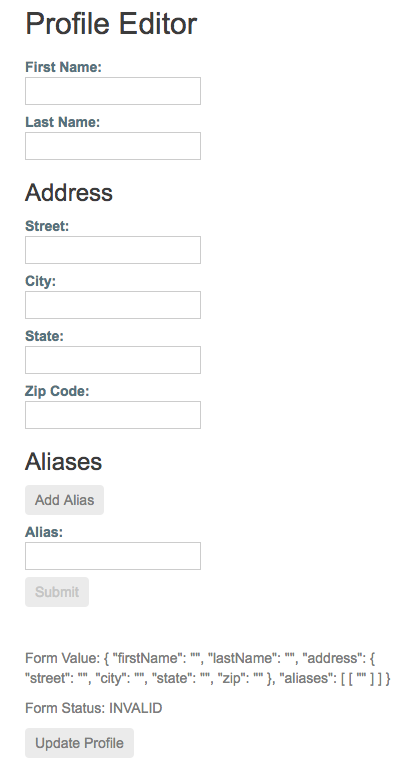 Profile Editor
First Name:
Last Name:
Address
Street:
City:
State:
Zip Code:
Aliases
Add Alias
Alias:
Submit
Form Value: { "firstName": "", "lastName": "", "address": {
"street": "", "city": "", "state": "", "zip": "" }, "aliases": [ [ "" ] ] }
Form Status: INVALID
Update Profile